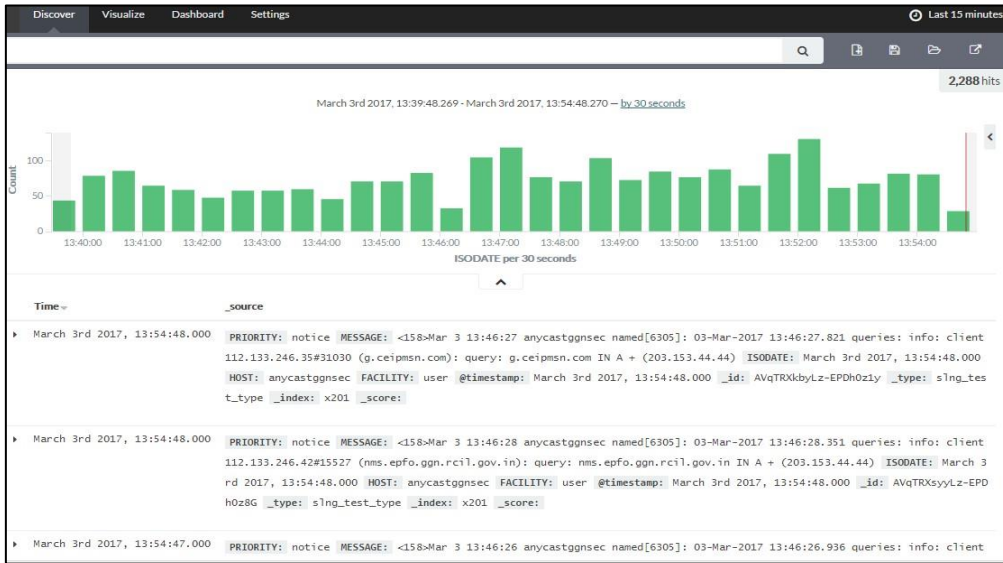 Discover Visualize Dashboard Settings Last 15 minutes
2,288 hits
March 3rd 2017, 13:39:48.269 - March 3rd 2017, 13:54:48.270 — by 30 seconds
Count
100
50
0
13:40:00 13:41:00 13:42:00 13:43:00 13:44:00 13:45:00 13:46:00 13:47:00 13:48:00 13:49:00 13:50:00 13:51:00 13:52:00 13:53:00 13:54:00
ISODATE per 30 seconds
Time _source
March 3rd 2017, 13:54:48.000 PRIORITY: notice MESSAGE: <158>Mar 3 13:46:27 anycastggnsec named[6305]: 03-Mar-2017 13:46:27.821 queries: info: client
112.133.246.35#31030 (g.ceipmsn.com): query: g.ceipmsn.com IN A + (203.153.44.44) ISODATE: March 3rd 2017, 13:54:48.000
HOST: anycastggnsec FACILITY: user @timestamp: March 3rd 2017, 13:54:48.000 _id: AVqTRXkbyLz-EPDh0z1y _type: slng_tes
t_type _index: x201 _score:
March 3rd 2017, 13:54:48.000 PRIORITY: notice MESSAGE: <158>Mar 3 13:46:28 anycastggnsec named[6305]: 03-Mar-2017 13:46:28.351 queries: info: client
112.133.246.42#15527 (nms.epfo.ggn.rcil.gov.in): query: nms.epfo.ggn.rcil.gov.in IN A + (203.153.44.44) ISODATE: March 3
rd 2017, 13:54:48.000 HOST: anycastggnsec FACILITY: user @timestamp: March 3rd 2017, 13:54:48.000 _id: AVqTRXsyyLz-EPD
h0z8G _type: slng_test_type _index: x201 _score:
March 3rd 2017, 13:54:47.000 PRIORITY: notice MESSAGE: <158>Mar 3 13:46:26 anycastggnsec named[6305]: 03-Mar-2017 13:46:26.936 queries: info: client